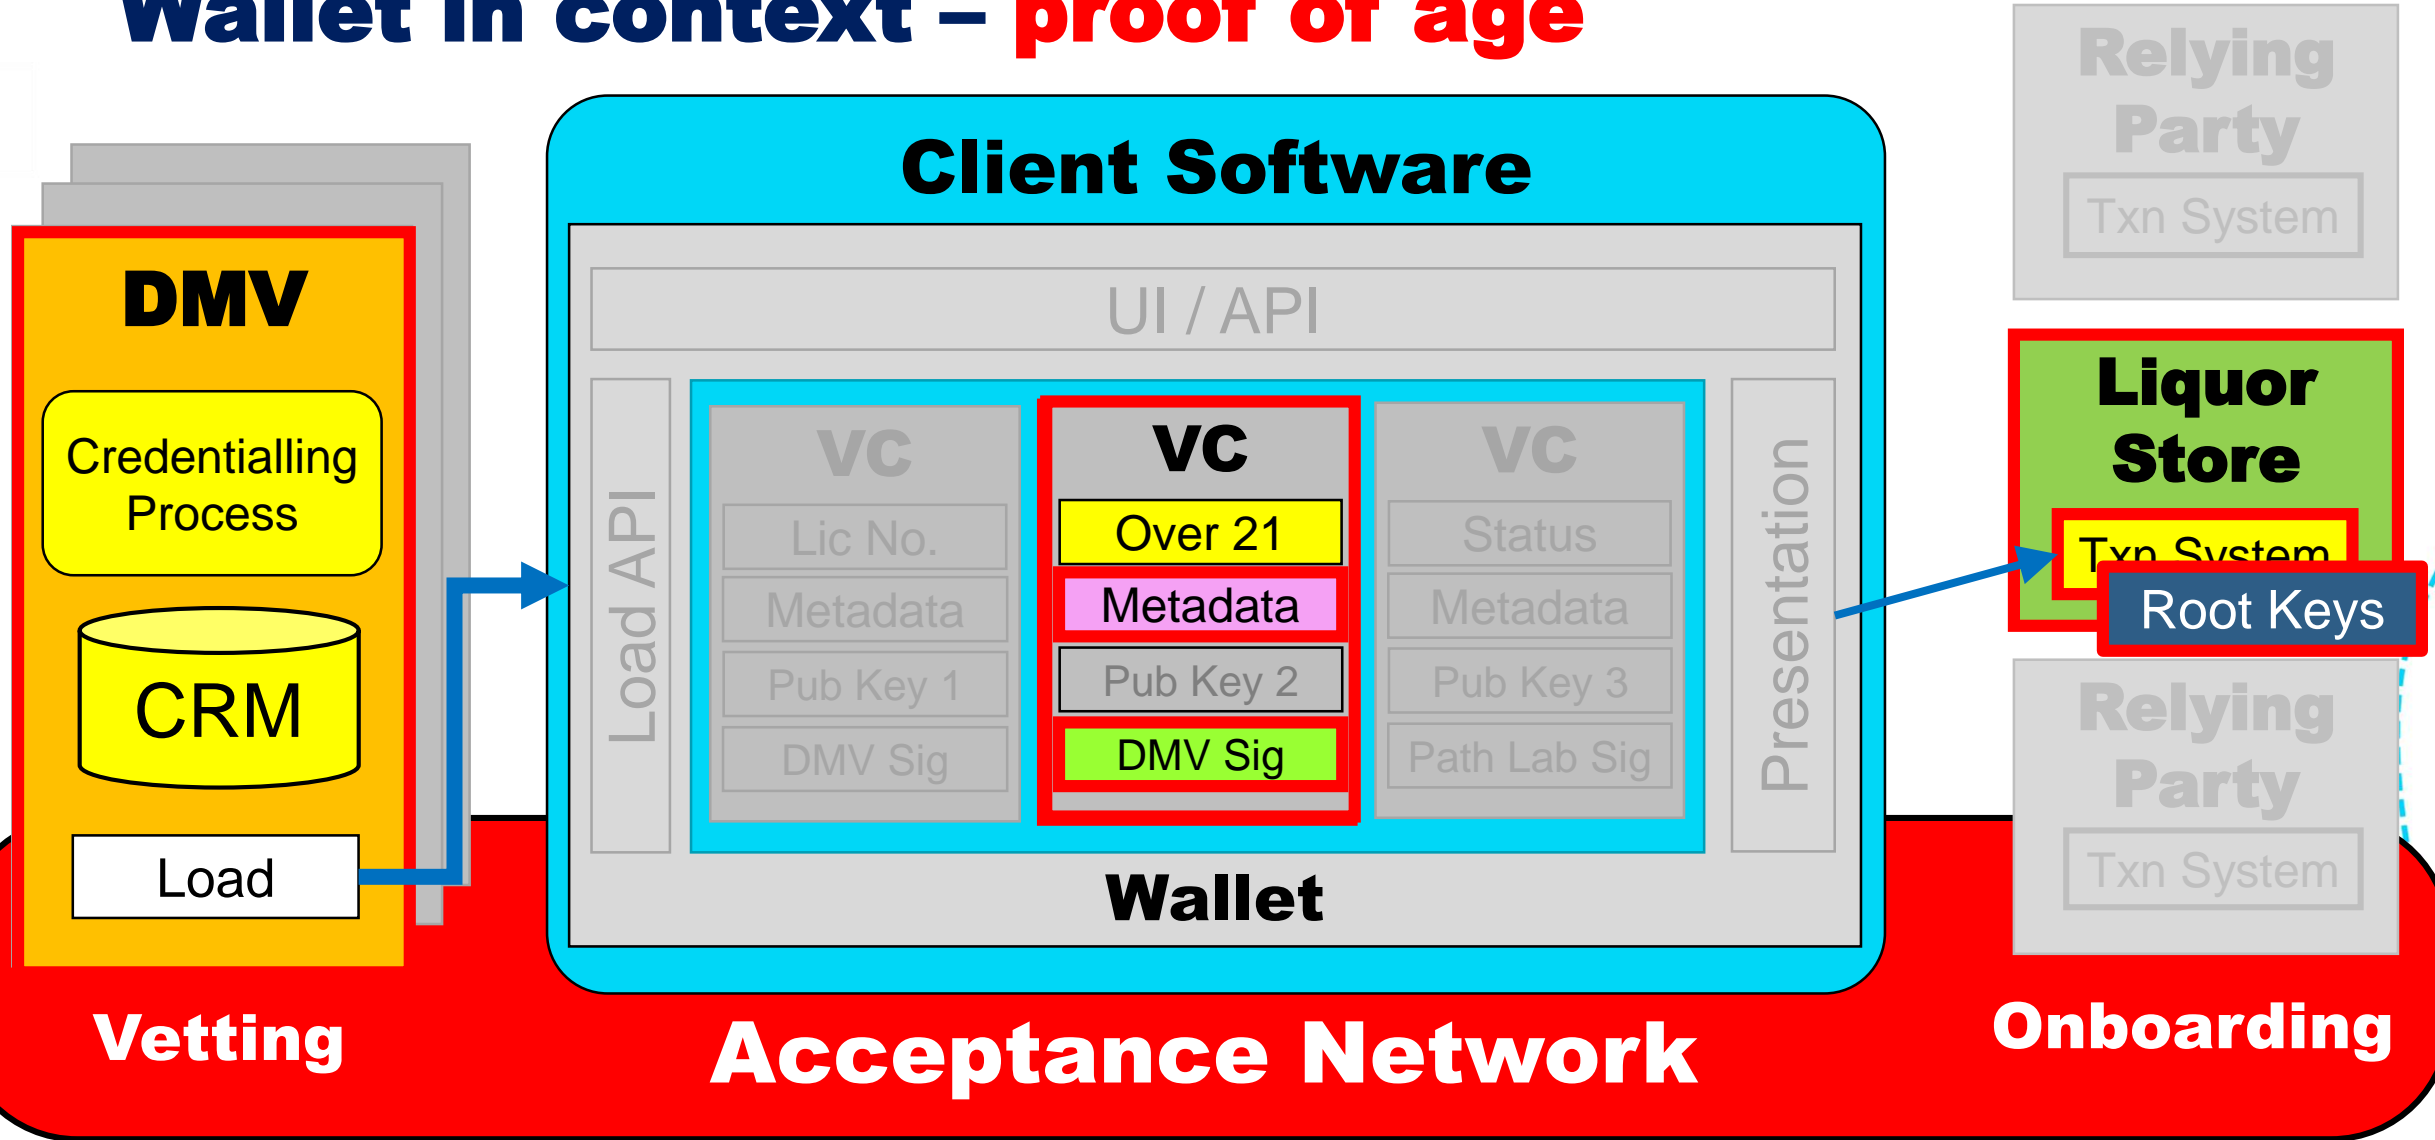 Wallet in context – proof of age
DMV
Credentialling
Process
CRM
Load
Vetting
Client Software
UI / API
Load API
VC
Lic No.
Metadata
Pub Key 1
DMV Sig
VC
Over 21
Metadata
Pub Key 2
DMV Sig
VC
Status
Metadata
Pub Key 3
Path Lab Sig
Presentation
Wallet
Acceptance Network
Relying
Party
Txn System
Liquor
Store
Txn System
Root Keys
Relying
Party
Txn System
Onboarding